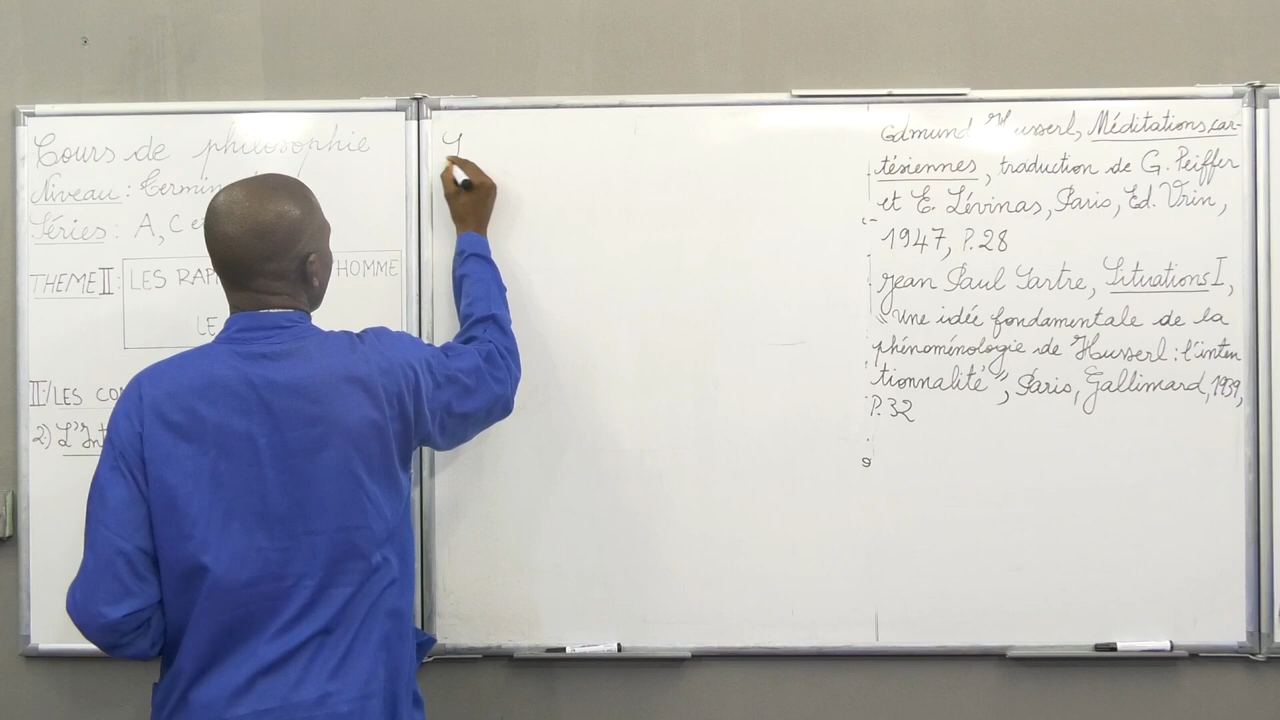 Cours de philosophie
Niveau : Termin
Séries : A, C et
THEME II : LES RAP HOMME
LE
II/ LES CO
2) L'Int
Edmund Husserl, Méditations car-
tésiennes, traduction de G. Peiffer
et E. Lévinas, Paris, Ed. Vrin,
1947, P.28
Jean Paul Sartre, Situations I,
"Une idée fondamentale de la
phénoménologie de Husserl : l'inten
tionnalité", Paris, Gallimard, 1939,
P.32